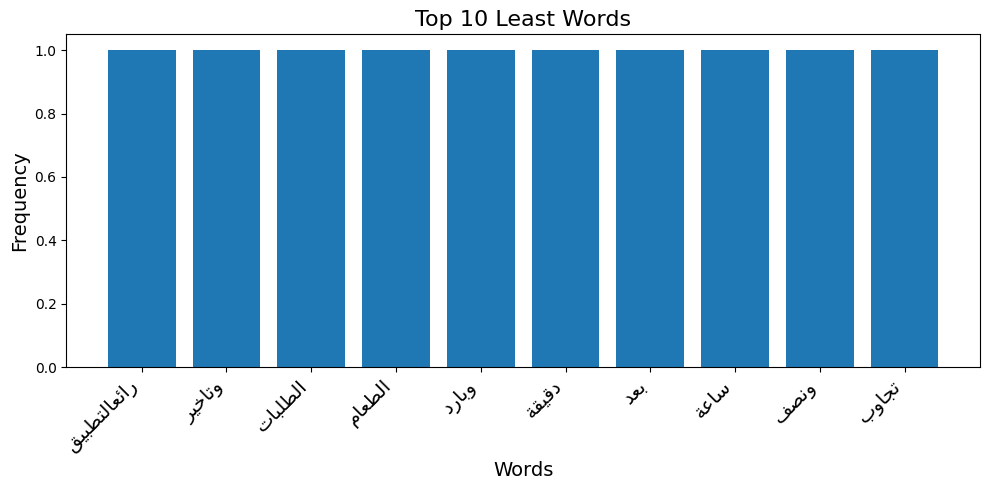 Top 10 Least Words
Frequency
1.0
0.8
0.6
0.4
0.2
0.0
رائعالتطبيق
وتاخير
الطلبات
الطعام
وبارد
دقيقة
بعد
ساعة
ونصف
تجاوب
Words